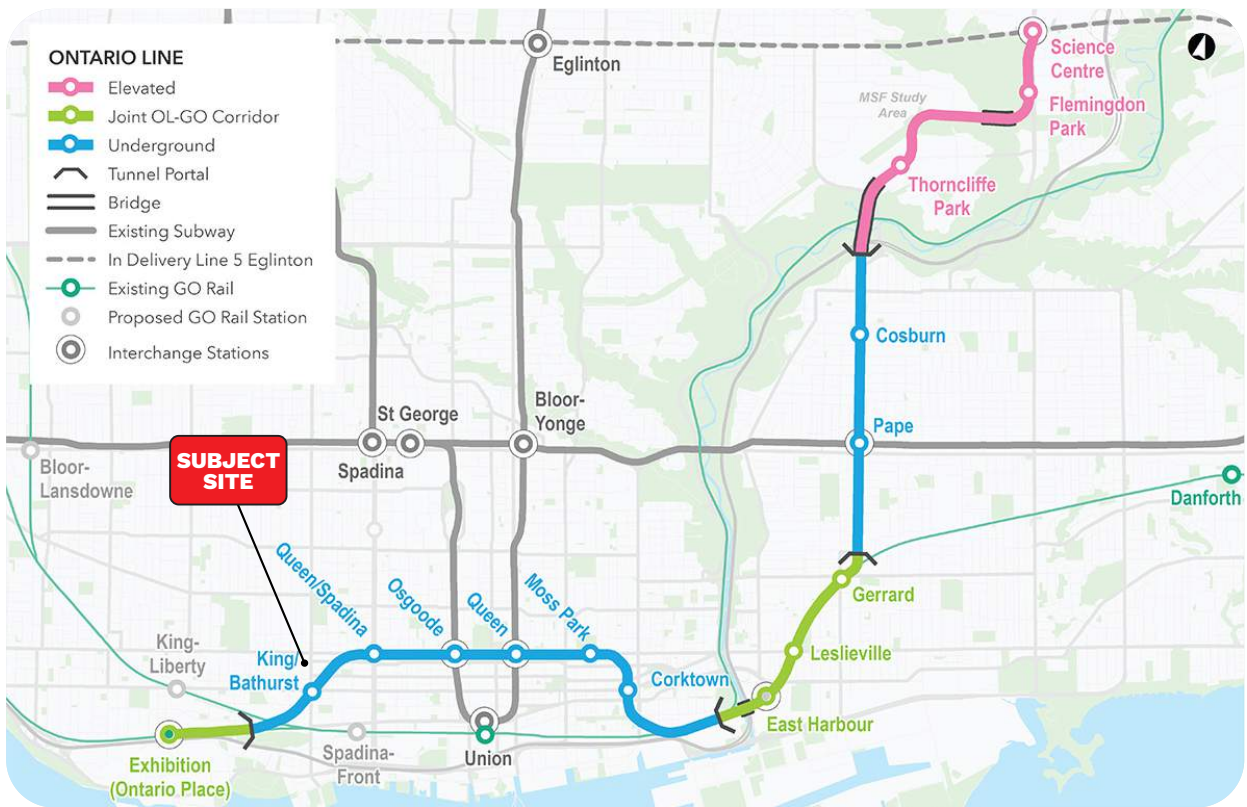 ONTARIO LINE
Elevated
Joint OL-GO Corridor
Underground
Tunnel Portal
Bridge
Existing Subway
In Delivery Line 5 Eglinton
Existing GO Rail
Proposed GO Rail Station
Interchange Stations
Eglinton
Science
Centre
MSF Study
Area
Flemingdon
Park
Thorncliffe
Park
Cosburn
Pape
Bloor-
Yonge
St George
Spadina
Bloor-
Lansdowne
SUBJECT
SITE
Danforth
Queen/Spadina
Osgoode
Queen
Moss Park
Gerrard
Leslieville
King-
Liberty
King/
Bathurst
Corktown
East Harbour
Union
Spadina-
Front
Exhibition
(Ontario Place)